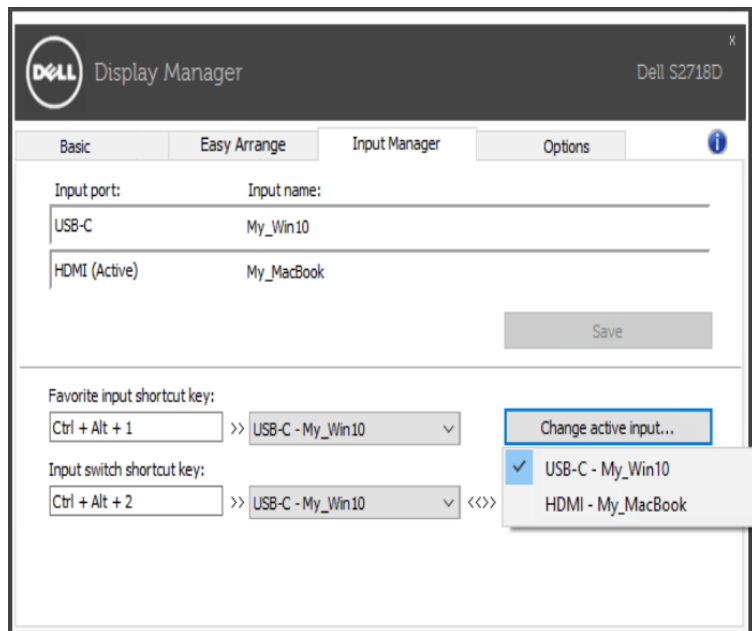 DELL Display Manager
x
Dell S2718D
Basic Easy Arrange Input Manager Options i
Input port: Input name:
USB-C My_Win10
HDMI (Active) My_MacBook
Save
Favorite input shortcut key:
Ctrl + Alt + 1 >> USB-C - My_Win10 Change active input...
Input switch shortcut key:
Ctrl + Alt + 2 >> USB-C - My_Win10 <<>>
USB-C - My_Win10
HDMI - My_MacBook